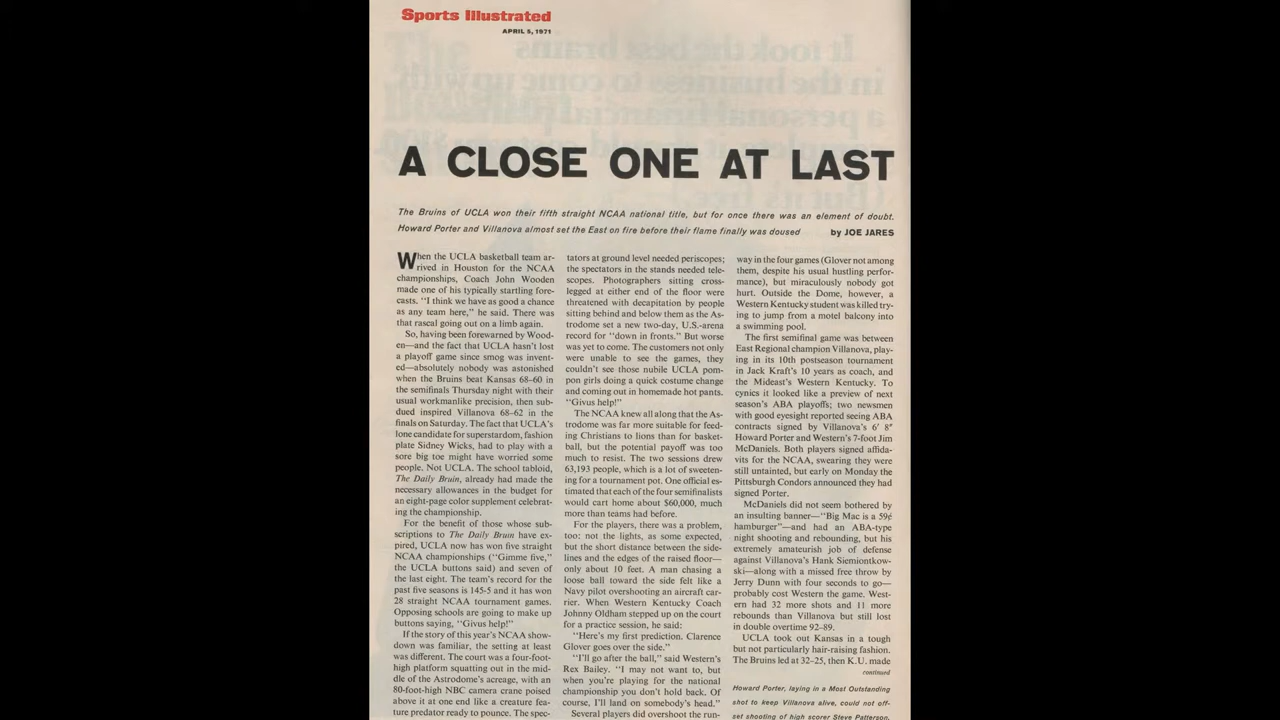 Sports Illustrated
APRIL 5, 1971
A CLOSE ONE AT LAST
The Bruins of UCLA won their fifth straight NCAA national title, but for once there was an element of doubt.
Howard Porter and Villanova almost set the East on fire before their flame finally was doused by JOE JARES
When the UCLA basketball team ar-
rived in Houston for the NCAA
championships, Coach John Wooden
made one of his typically startling fore-
casts. "I think we have as good a chance
as any team here," he said. There was
that rascal going out on a limb again.
So, having been forewarned by Wood-
en—and the fact that UCLA hasn't lost
a playoff game since smog was invent-
ed—absolutely nobody was astonished
when the Bruins beat Kansas 68–60 in
the semifinals Thursday night with their
usual workmanlike precision, then sub-
dued inspired Villanova 68–62 in the
finals on Saturday. The fact that UCLA's
lone candidate for superstardom, fashion
plate Sidney Wicks, had to play with a
sore big toe might have worried some
people. Not UCLA. The school tabloid,
The Daily Bruin, already had made the
necessary allowances in the budget for
an eight-page color supplement celebrat-
ing the championship.
For the benefit of those whose sub-
scriptions to The Daily Bruin have ex-
pired, UCLA now has won five straight
NCAA championships ("Gimme five,"
the UCLA buttons said) and seven of
the last eight. The team's record for the
past five seasons is 145-5 and it has won
28 straight NCAA tournament games.
Opposing schools are going to make up
buttons saying, "Givus help!"
If the story of this year's NCAA show-
down was familiar, the setting at least
was different. The court was a four-foot-
high platform squatting out in the mid-
dle of the Astrodome's acreage, with an
80-foot-high NBC camera crane poised
above it at one end like a creature fea-
ture predator ready to pounce. The spec-
tators at ground level needed periscopes;
the spectators in the stands needed tele-
scopes. Photographers sitting cross-
legged at either end of the floor were
threatened with decapitation by people
sitting behind and below them as the As-
trodome set a new two-day, U.S.-arena
record for "down in fronts." But worse
was yet to come. The customers not only
were unable to see the games, they
couldn't see those nubile UCLA pom-
pon girls doing a quick costume change
and coming out in homemade hot pants.
"Givus help!"
The NCAA knew all along that the As-
trodome was far more suitable for feed-
ing Christians to lions than for basket-
ball, but the potential payoff was too
much to resist. The two sessions drew
63,193 people, which is a lot of sweeten-
ing for a tournament pot. One official es-
timated that each of the four semifinalists
would cart home about $60,000, much
more than teams had before.
For the players, there was a problem,
too: not the lights, as some expected,
but the short distance between the side-
lines and the edges of the raised floor—
only about 10 feet. A man chasing a
loose ball toward the side felt like a
Navy pilot overshooting an aircraft car-
rier. When Western Kentucky Coach
Johnny Oldham stepped up on the court
for a practice session, he said:
"Here's my first prediction. Clarence
Glover goes over the side."
"I'll go after the ball," said Western's
Rex Bailey. "I may not want to, but
when you're playing for the national
championship you don't hold back. Of
course, I'll land on somebody's head."
Several players did overshoot the run-
way in the four games (Glover not among
them, despite his usual hustling perfor-
mance), but miraculously nobody got
hurt. Outside the Dome, however, a
Western Kentucky student was killed try-
ing to jump from a motel balcony into
a swimming pool.
The first semifinal game was between
East Regional champion Villanova, play-
ing in its 10th postseason tournament
in Jack Kraft's 10 years as coach, and
the Mideast's Western Kentucky. To
cynics it looked like a preview of next
season's ABA playoffs; two newsmen
with good eyesight reported seeing ABA
contracts signed by Villanova's 6' 8"
Howard Porter and Western's 7-foot Jim
McDaniels. Both players signed affida-
vits for the NCAA, swearing they were
still untainted, but early on Monday the
Pittsburgh Condors announced they had
signed Porter.
McDaniels did not seem bothered by
an insulting banner—"Big Mac is a 59¢
hamburger"—and had an ABA-type
night shooting and rebounding, but his
extremely amateurish job of defense
against Villanova's Hank Siemiontkow-
ski—along with a missed free throw by
Jerry Dunn with four seconds to go—
probably cost Western the game. West-
ern had 32 more shots and 11 more
rebounds than Villanova but still lost
in double overtime 92–89.
UCLA took out Kansas in a tough
but not particularly hair-raising fashion.
The Bruins led at 32–25, then K.U. made
continued
Howard Porter, laying in a Most Outstanding
shot to keep Villanova alive, could not off-
set shooting of high scorer Steve Patterson.